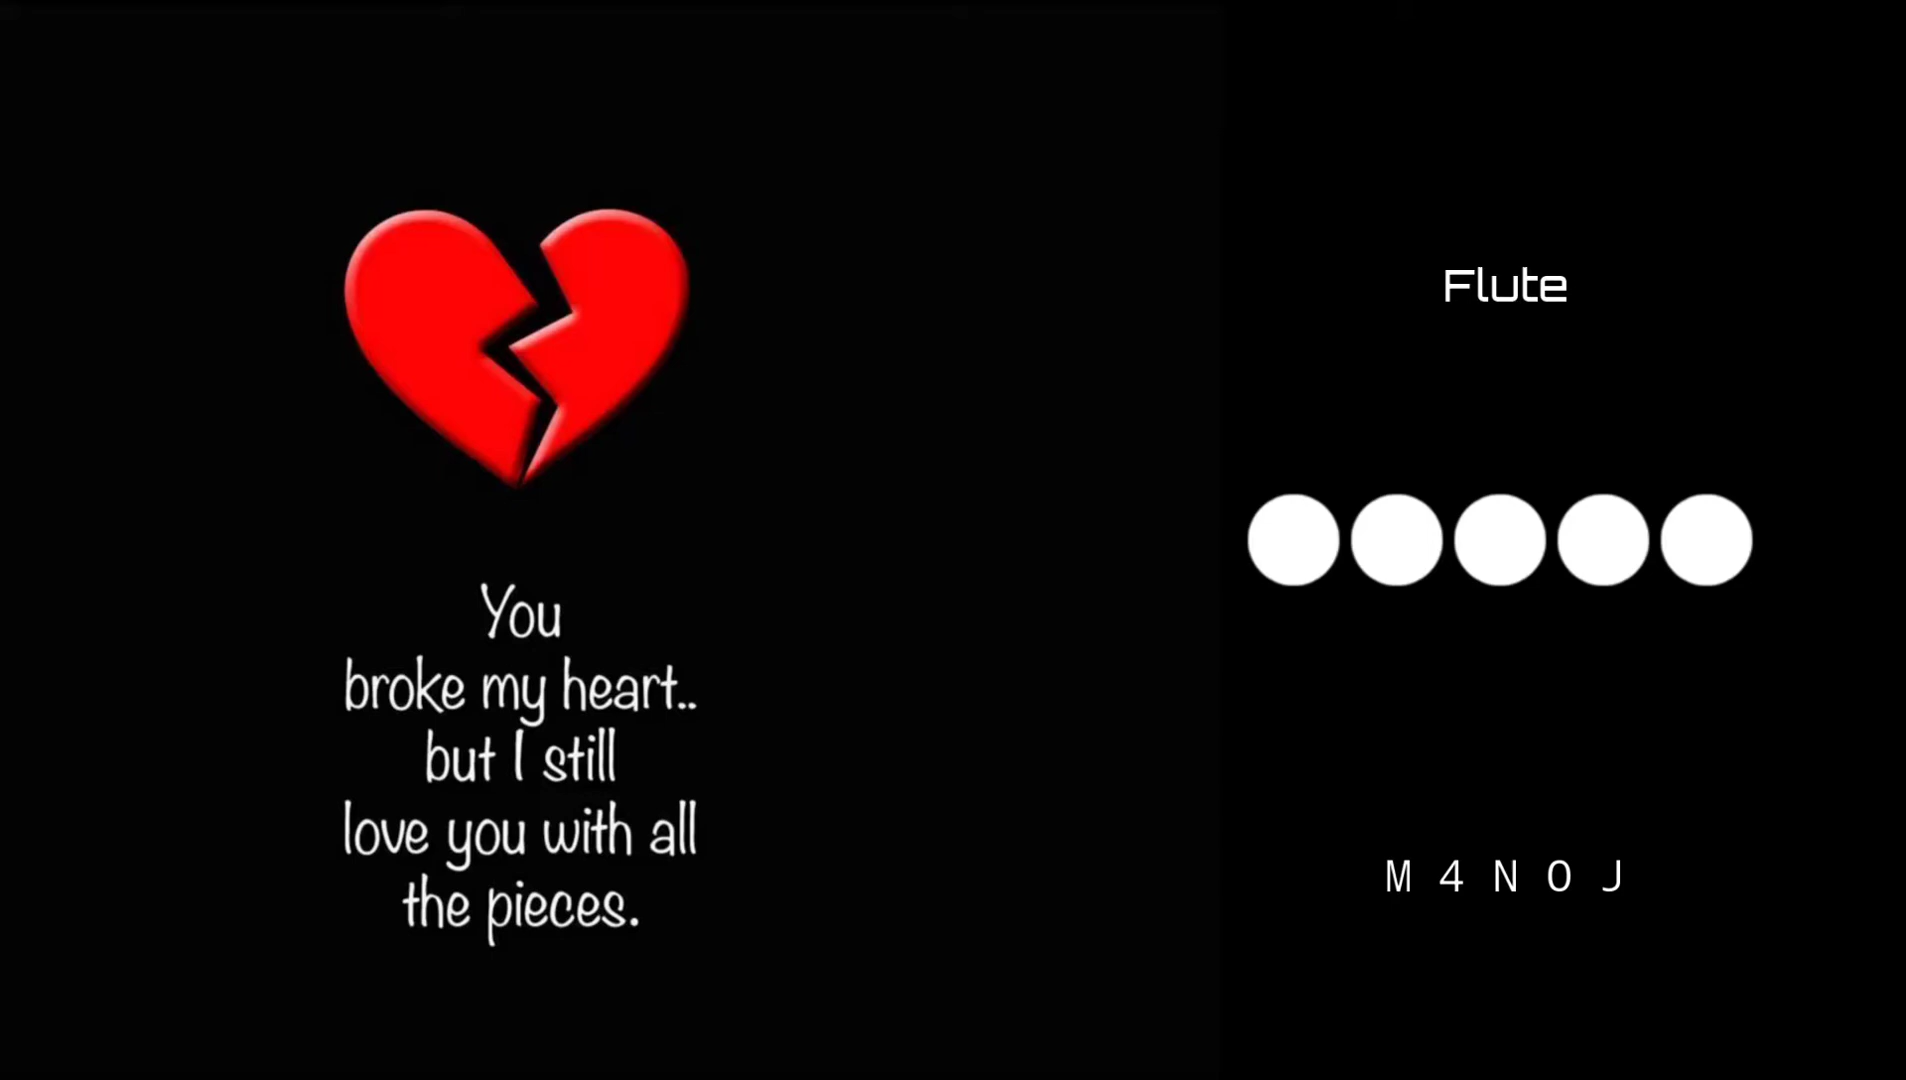 You
broke my heart..
but I still
love you with all
the pieces.
Flute
M 4 N O J